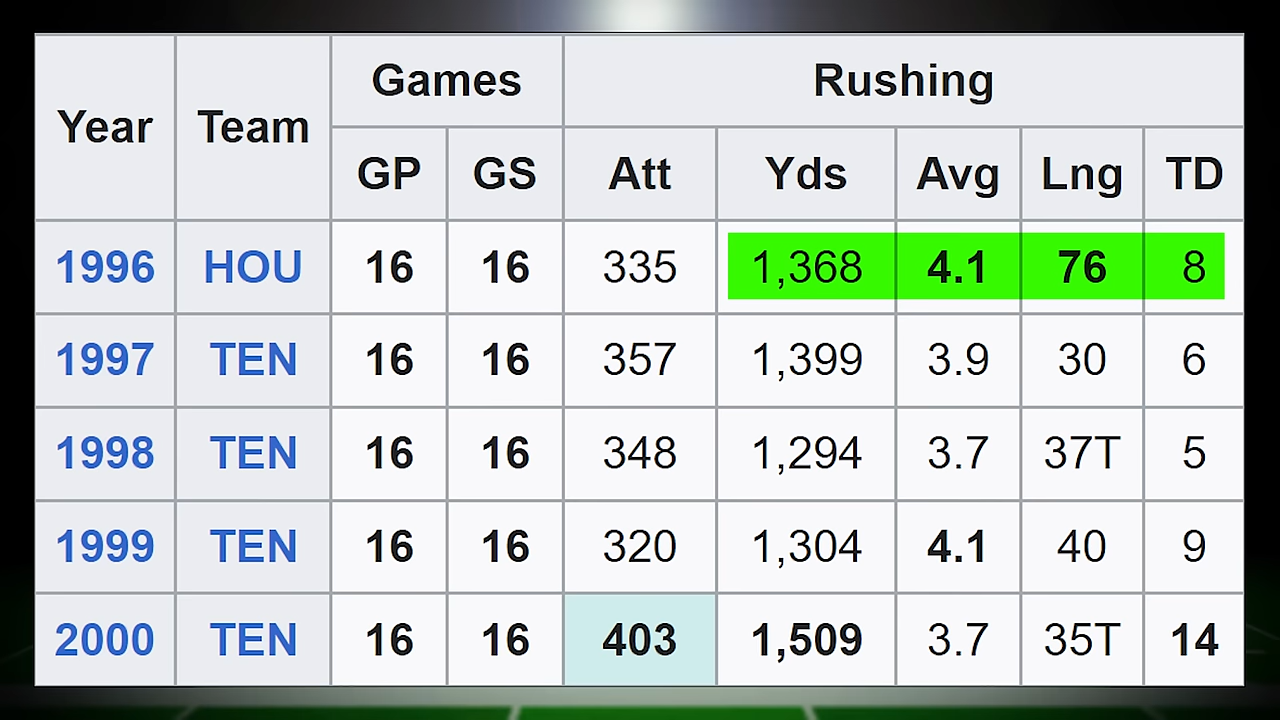 Year Team Games Rushing
GP GS Att Yds Avg Lng TD
1996 HOU 16 16 335 1,368 4.1 76 8
1997 TEN 16 16 357 1,399 3.9 30 6
1998 TEN 16 16 348 1,294 3.7 37T 5
1999 TEN 16 16 320 1,304 4.1 40 9
2000 TEN 16 16 403 1,509 3.7 35T 14